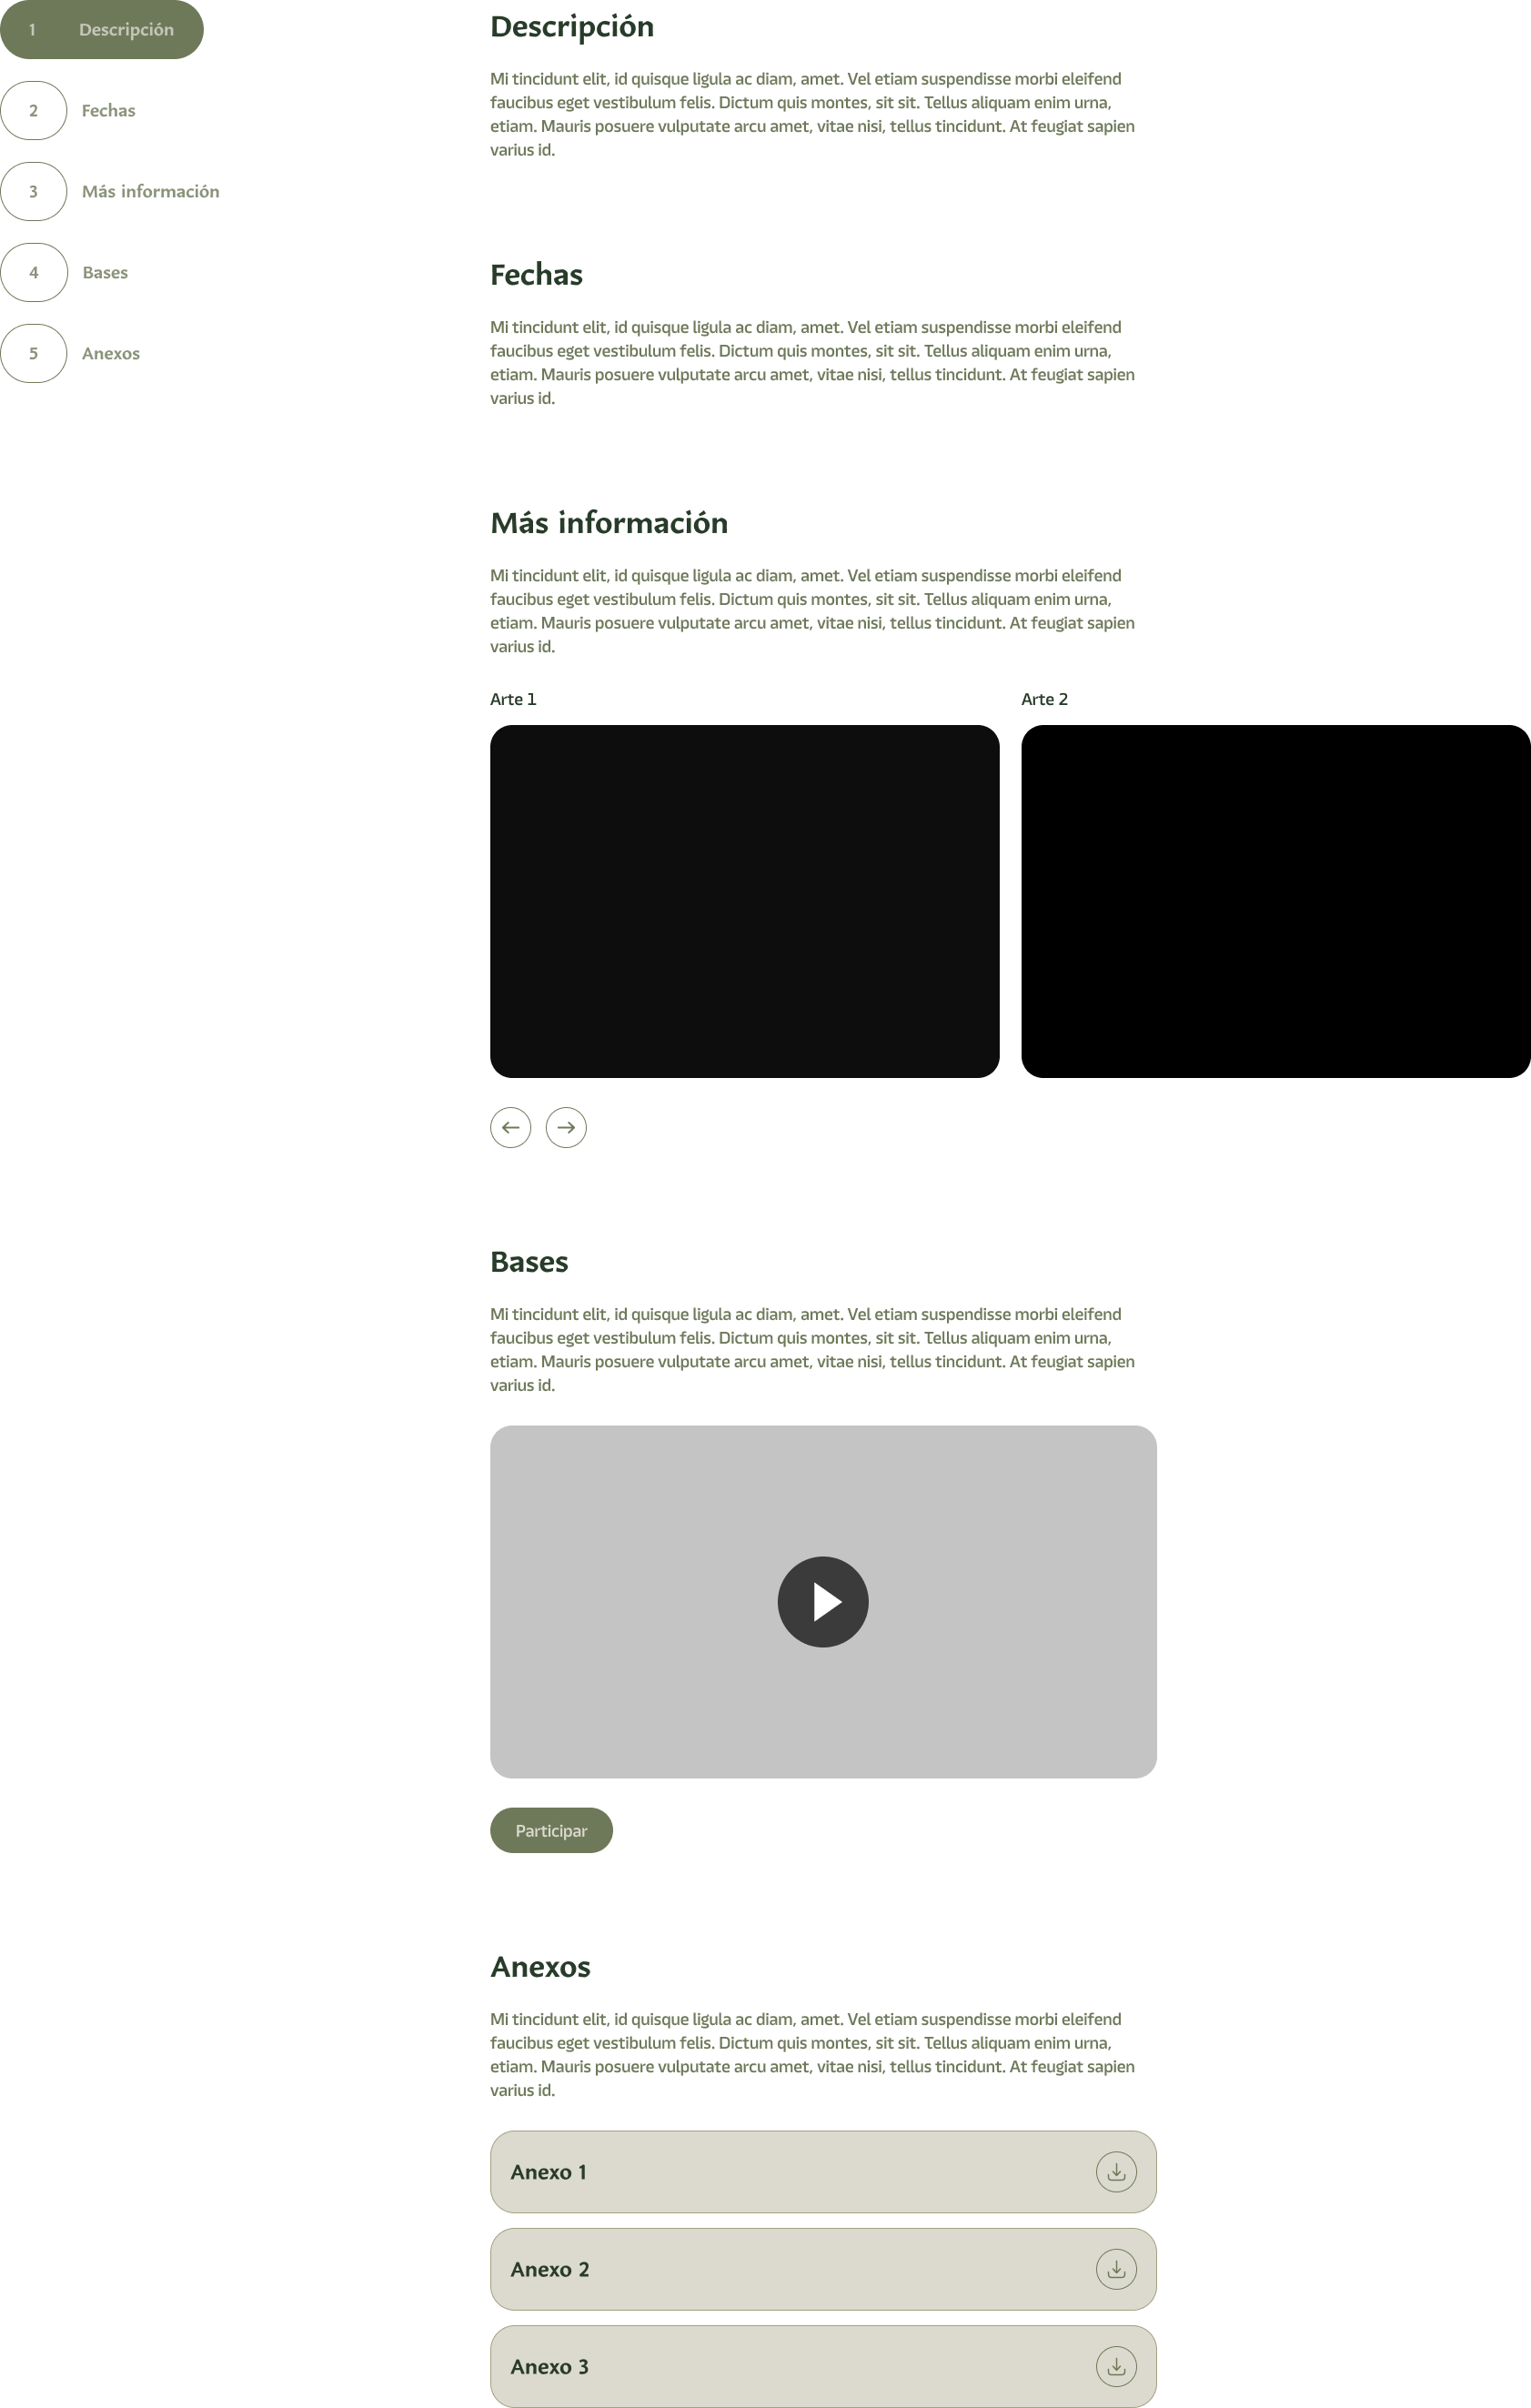 1 Descripción
2 Fechas
3 Más información
4 Bases
5 Anexos
Descripción
Mi tincidunt elit, id quisque ligula ac diam, amet. Vel etiam suspendisse morbi eleifend
faucibus eget vestibulum felis. Dictum quis montes, sit sit. Tellus aliquam enim urna,
etiam. Mauris posuere vulputate arcu amet, vitae nisi, tellus tincidunt. At feugiat sapien
varius id.
Fechas
Mi tincidunt elit, id quisque ligula ac diam, amet. Vel etiam suspendisse morbi eleifend
faucibus eget vestibulum felis. Dictum quis montes, sit sit. Tellus aliquam enim urna,
etiam. Mauris posuere vulputate arcu amet, vitae nisi, tellus tincidunt. At feugiat sapien
varius id.
Más información
Mi tincidunt elit, id quisque ligula ac diam, amet. Vel etiam suspendisse morbi eleifend
faucibus eget vestibulum felis. Dictum quis montes, sit sit. Tellus aliquam enim urna,
etiam. Mauris posuere vulputate arcu amet, vitae nisi, tellus tincidunt. At feugiat sapien
varius id.
Arte 1
Arte 2
Bases
Mi tincidunt elit, id quisque ligula ac diam, amet. Vel etiam suspendisse morbi eleifend
faucibus eget vestibulum felis. Dictum quis montes, sit sit. Tellus aliquam enim urna,
etiam. Mauris posuere vulputate arcu amet, vitae nisi, tellus tincidunt. At feugiat sapien
varius id.
Participar
Anexos
Mi tincidunt elit, id quisque ligula ac diam, amet. Vel etiam suspendisse morbi eleifend
faucibus eget vestibulum felis. Dictum quis montes, sit sit. Tellus aliquam enim urna,
etiam. Mauris posuere vulputate arcu amet, vitae nisi, tellus tincidunt. At feugiat sapien
varius id.
Anexo 1
Anexo 2
Anexo 3